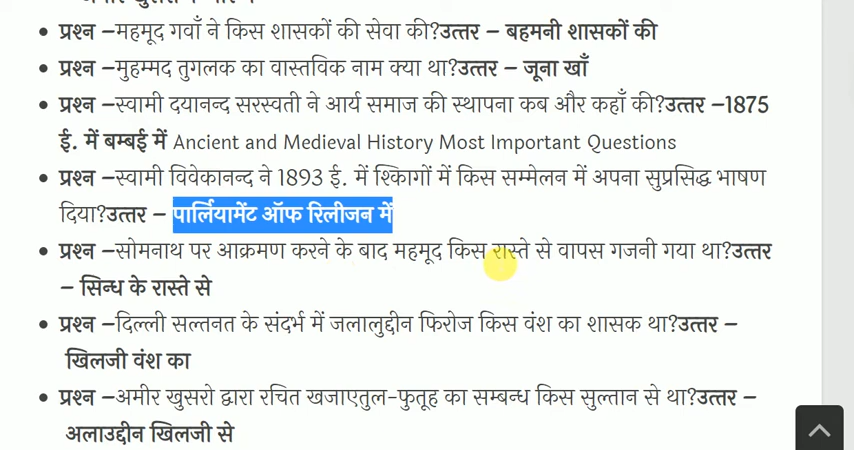 प्रश्न –महमूद गवाँ ने किस शासकों की सेवा की?उत्तर – बहमनी शासकों की
प्रश्न –मुहम्मद तुगलक का वास्तविक नाम क्या था?उत्तर – जूना खाँ
प्रश्न –स्वामी दयानन्द सरस्वती ने आर्य समाज की स्थापना कब और कहाँ की?उत्तर –1875
ई. में बम्बई में Ancient and Medieval History Most Important Questions
प्रश्न –स्वामी विवेकानन्द ने 1893 ई. में श्किागों में किस सम्मेलन में अपना सुप्रसिद्ध भाषण
दिया?उत्तर – पार्लियामेंट ऑफ रिलीजन में
प्रश्न –सोमनाथ पर आक्रमण करने के बाद महमूद किस रास्ते से वापस गजनी गया था?उत्तर
– सिन्ध के रास्ते से
प्रश्न –दिल्ली सल्तनत के संदर्भ में जलालुद्दीन फिरोज किस वंश का शासक था?उत्तर –
खिलजी वंश का
प्रश्न –अमीर खुसरो द्वारा रचित खजाएतुल-फुतूह का सम्बन्ध किस सुल्तान से था?उत्तर –
अलाउद्दीन खिलजी से